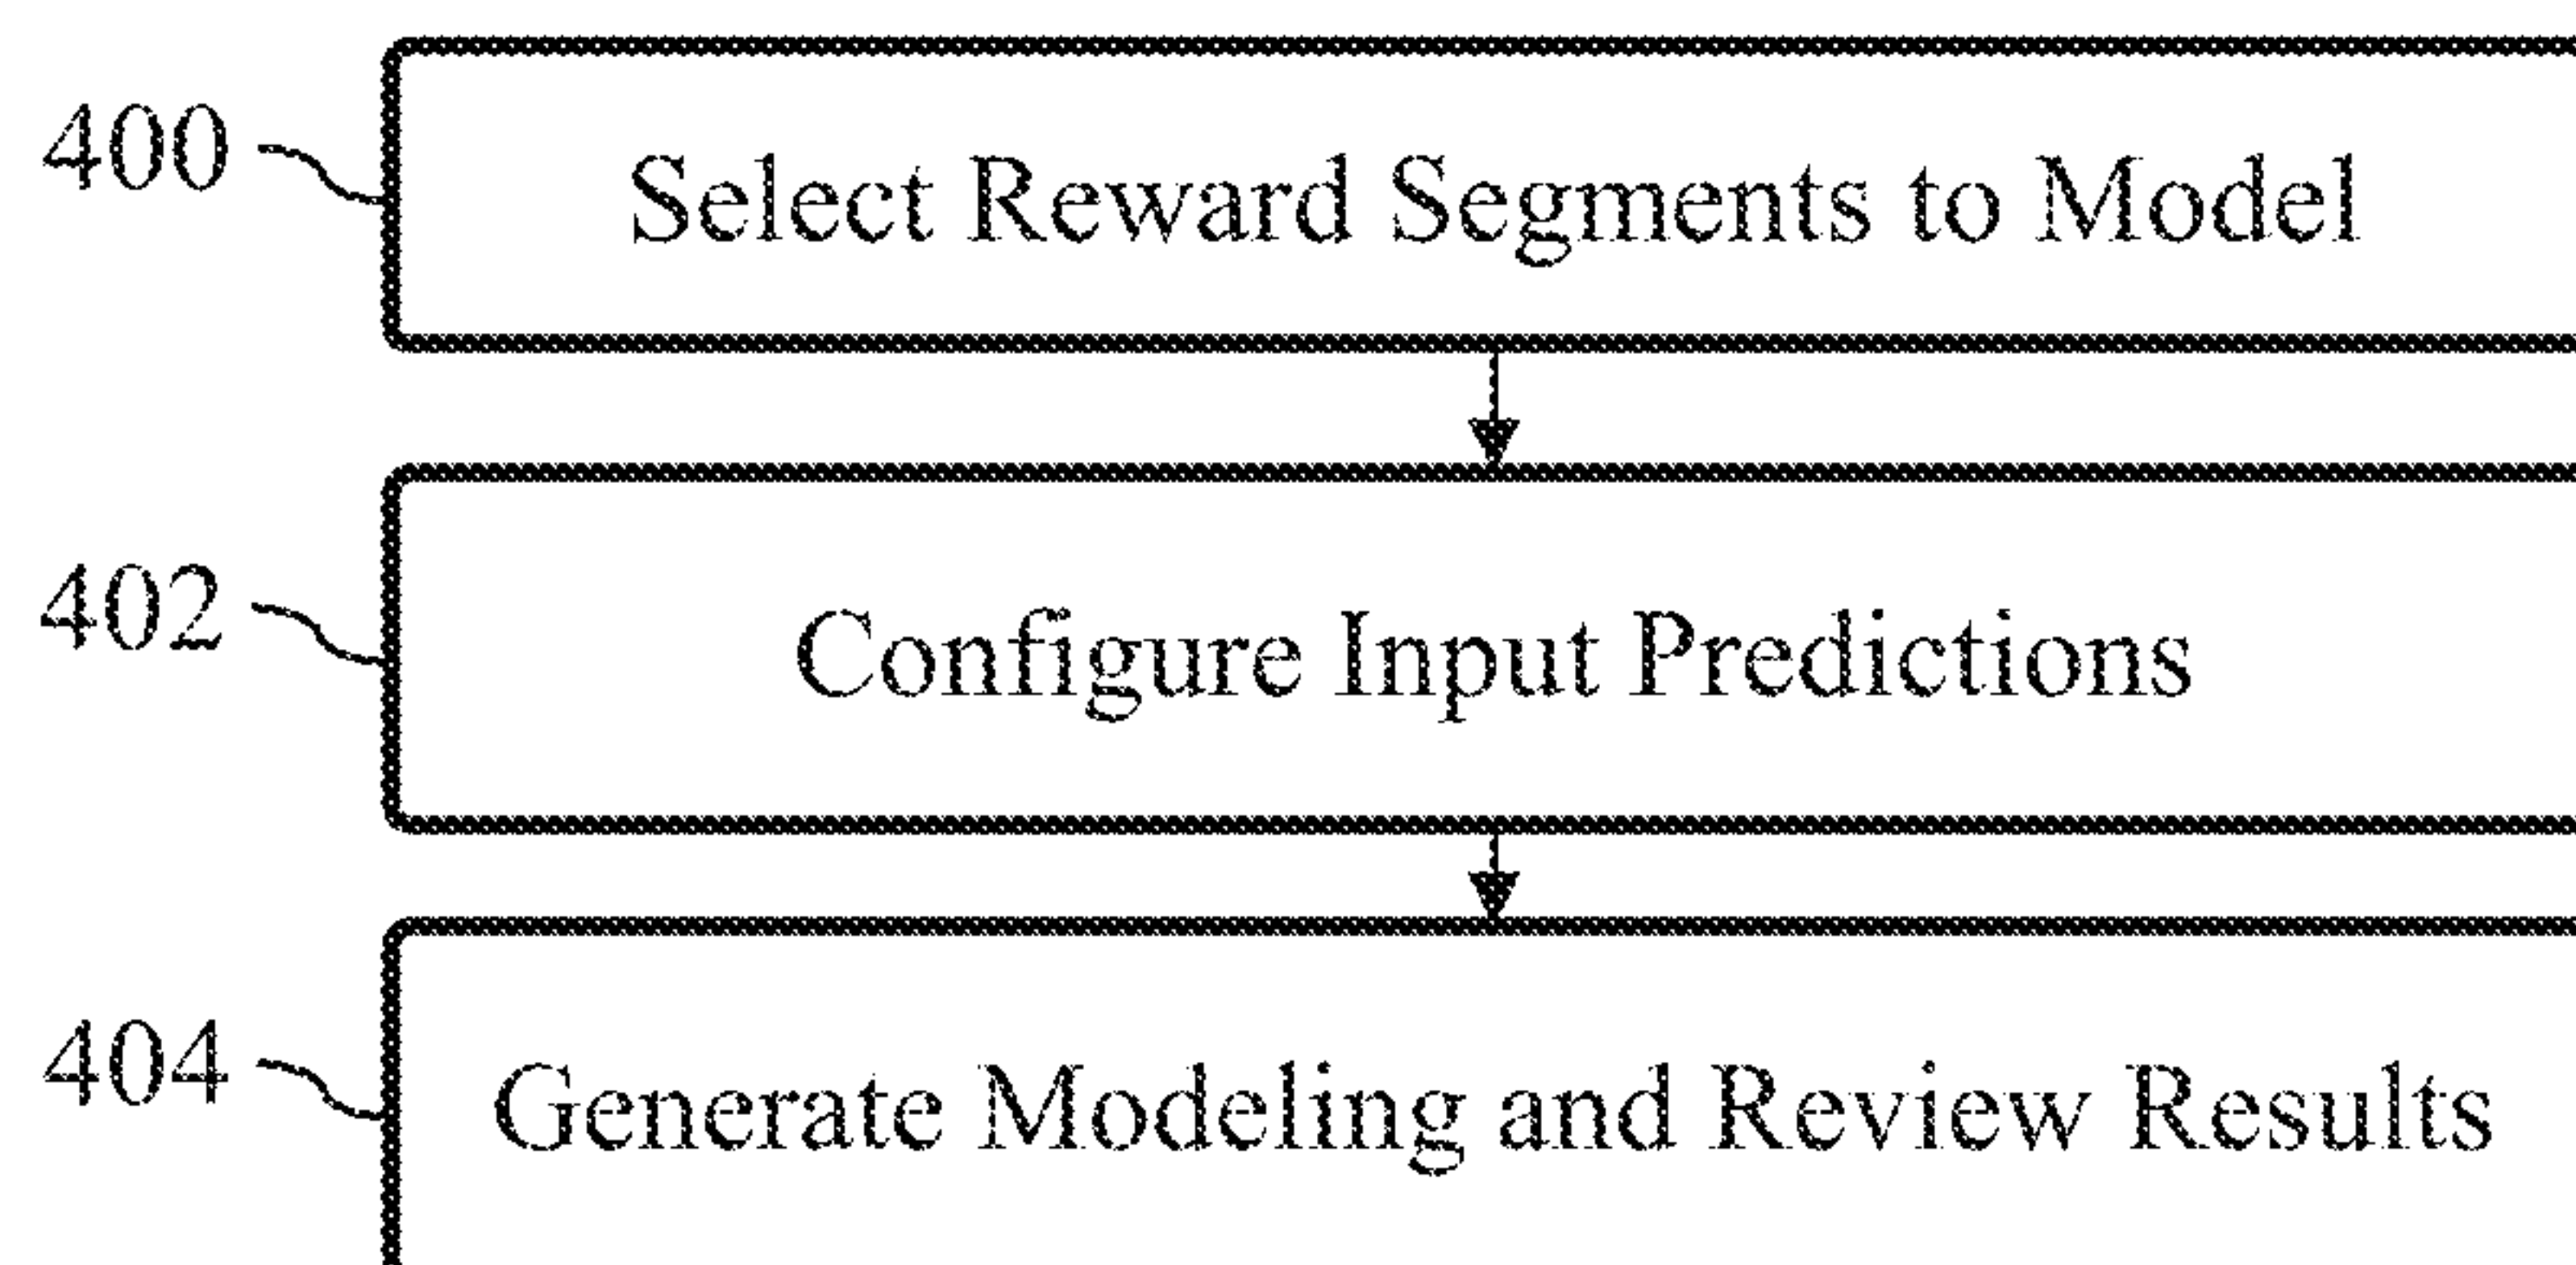 400
Select Reward Segments to Model
402
Configure Input Predictions
404
Generate Modeling and Review Results